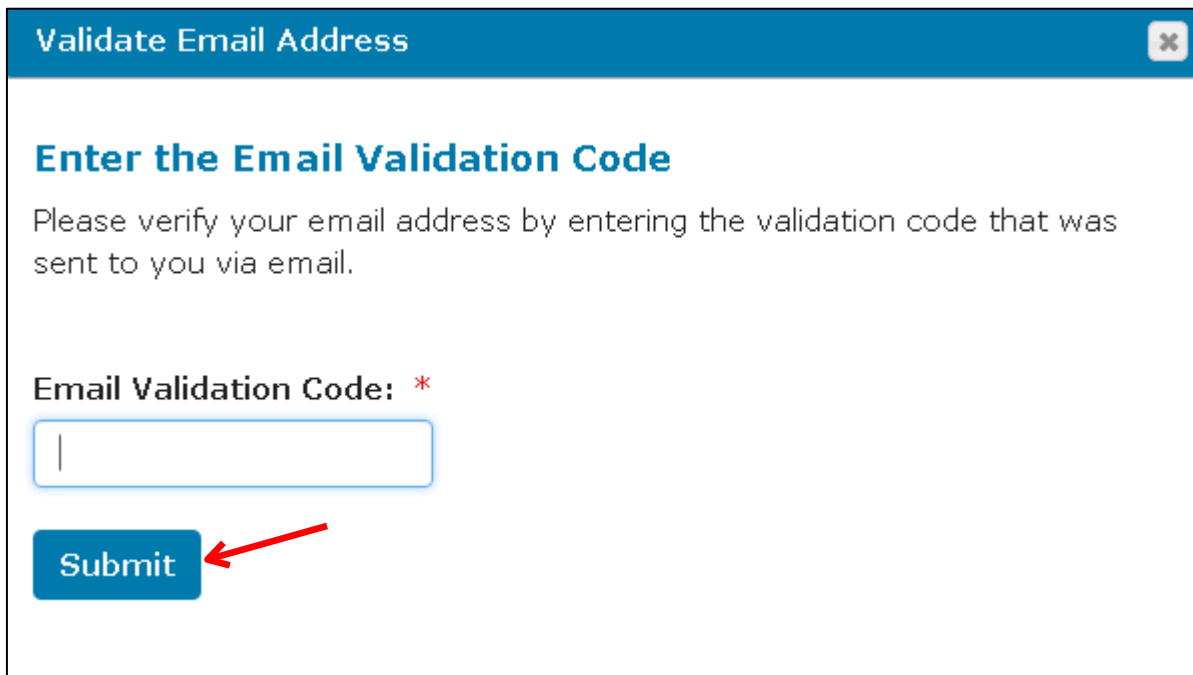 Validate Email Address
Enter the Email Validation Code
Please verify your email address by entering the validation code that was
sent to you via email.
Email Validation Code: *
Submit